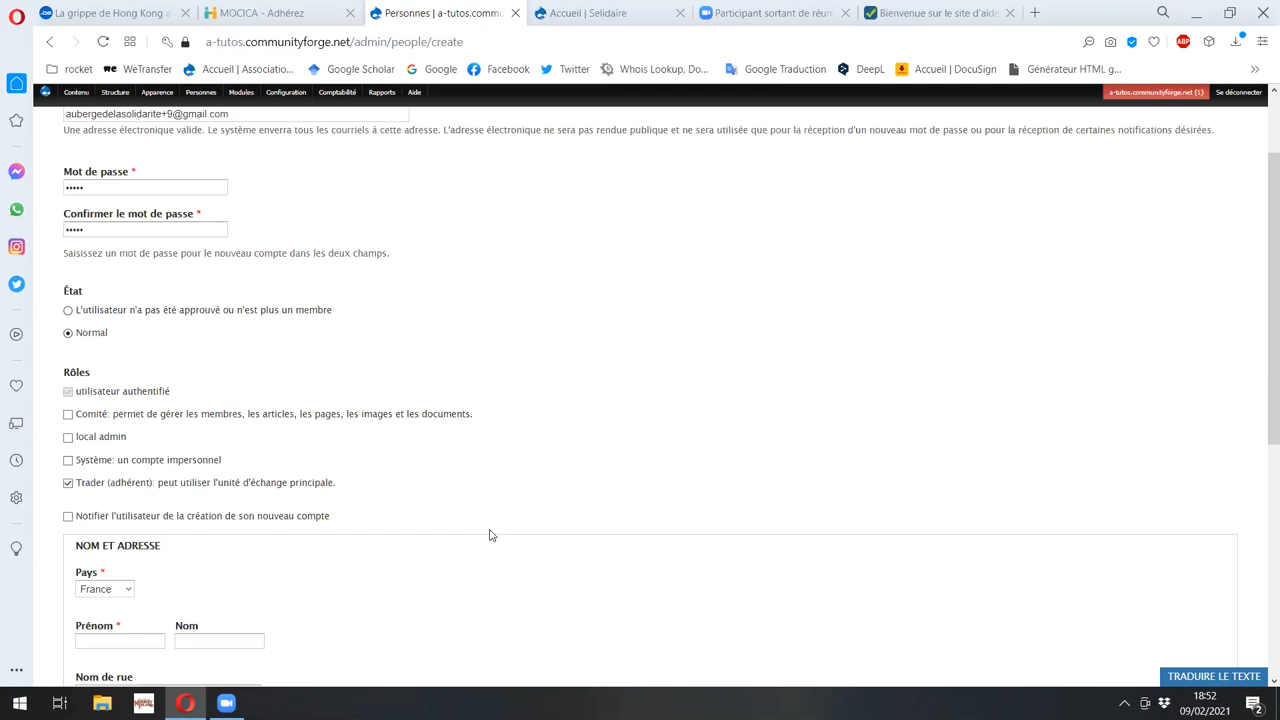 La grippe de Hong Kong a
MOCICA - Adhérez
Personnes | a-tutos.commu
Accueil | Selidaire
Participant sortant de réun
Bienvenue sur le site d'aide
a-tutos.communityforge.net/admin/people/create
ABP
rocket
WeTransfer
Accueil | Associatio...
Google Scholar
Google
Facebook
Twitter
Whois Lookup, Do...
Google Traduction
DeepL
Accueil | DocuSign
Générateur HTML g...
Contenu
Structure
Apparence
Personnes
Modules
Configuration
Comptabilité
Rapports
Aide
a-tutos.communityforge.net (1)
Se déconnecter
aubergedelasolidarite+9@gmail.com
Une adresse électronique valide. Le système enverra tous les courriels à cette adresse. L'adresse électronique ne sera pas rendue publique et ne sera utilisée que pour la réception d'un nouveau mot de passe ou pour la réception de certaines notifications désirées.
Mot de passe *
•••••
Confirmer le mot de passe *
•••••
Saisissez un mot de passe pour le nouveau compte dans les deux champs.
État
L'utilisateur n'a pas été approuvé ou n'est plus un membre
Normal
Rôles
utilisateur authentifié
Comité: permet de gérer les membres, les articles, les pages, les images et les documents.
local admin
Système: un compte impersonnel
Trader (adhérent): peut utiliser l'unité d'échange principale.
Notifier l'utilisateur de la création de son nouveau compte
NOM ET ADRESSE
Pays *
France
Prénom *
Nom
Nom de rue
TRADUIRE LE TEXTE
18:52
09/02/2021
2